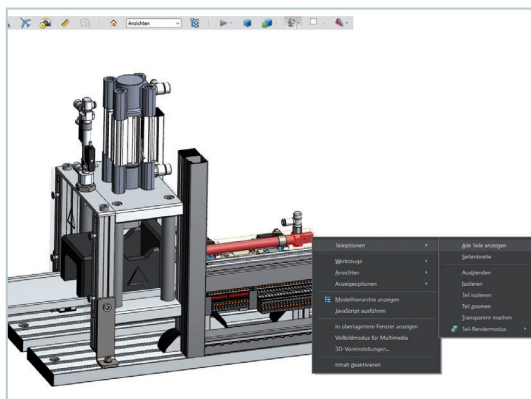 Ansichten
Teiloptionen
Werkzeuge
Ansichten
Anzeigeoptionen
Modellhierarchie anzeigen
JavaScript ausführen
In überlagertem Fenster anzeigen
Vollbildmodus für Multimedia
3D-Voreinstellungen...
Inhalt deaktivieren
Alle Teile anzeigen
Seitenbreite
Ausblenden
Isolieren
Teil isolieren
Teil zoomen
Transparent machen
Teil-Rendermodus